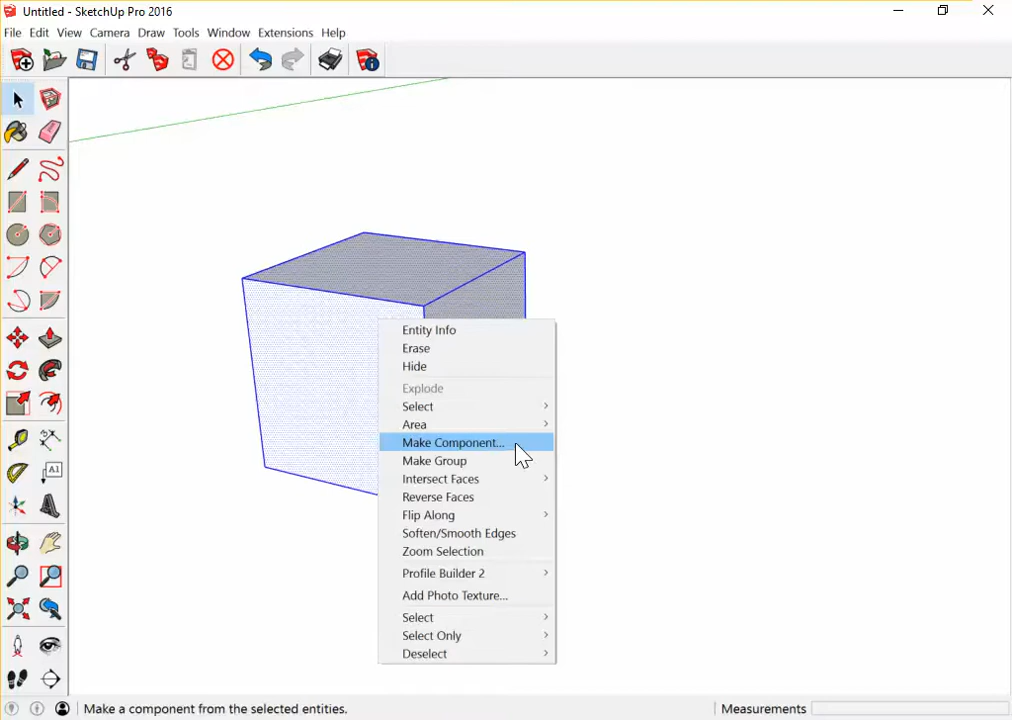 Untitled - SketchUp Pro 2016
File Edit View Camera Draw Tools Window Extensions Help
Entity Info
Erase
Hide
Explode
Select
Area
Make Component...
Make Group
Intersect Faces
Reverse Faces
Flip Along
Soften/Smooth Edges
Zoom Selection
Profile Builder 2
Add Photo Texture...
Select
Select Only
Deselect
A1
Make a component from the selected entities.
Measurements